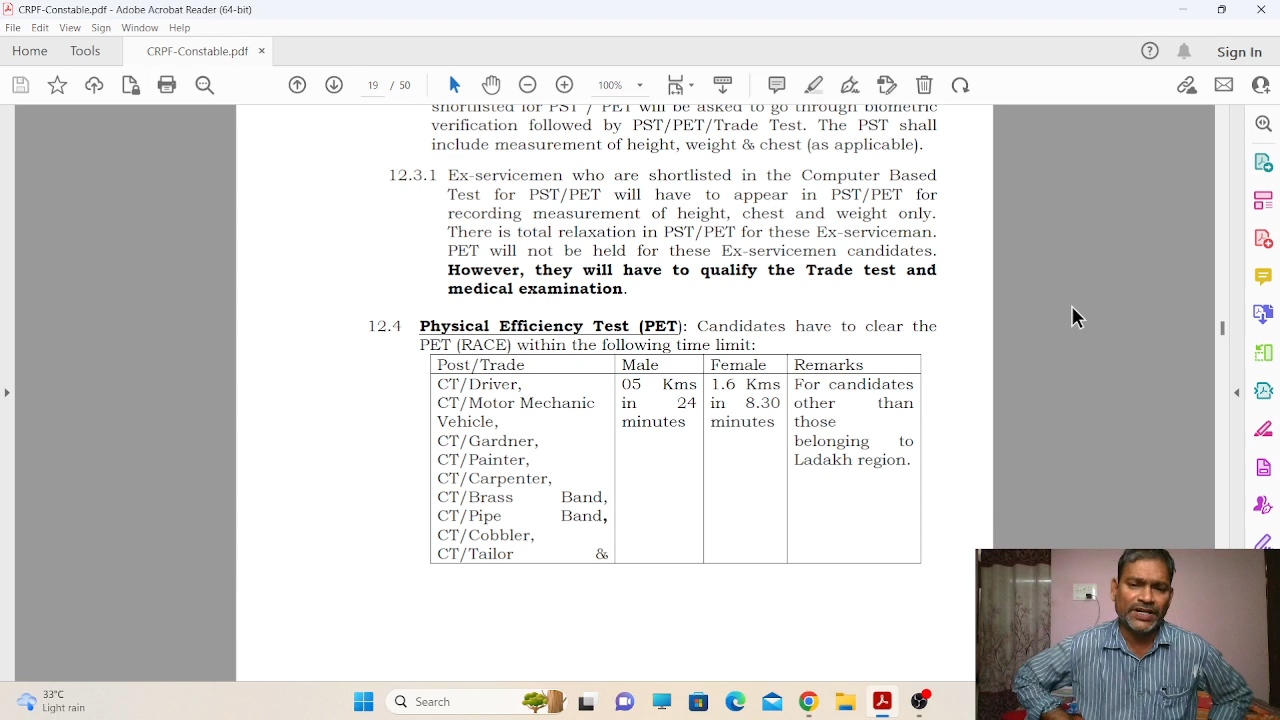 CRPF-Constable.pdf - Adobe Acrobat Reader (64-bit)
File Edit View Sign Window Help
Home Tools CRPF-Constable.pdf × Sign In
19 / 50 100%
shortlisted for PST / PET will be asked to go through biometric
verification followed by PST/PET/Trade Test. The PST shall
include measurement of height, weight & chest (as applicable).
12.3.1 Ex-servicemen who are shortlisted in the Computer Based
Test for PST/PET will have to appear in PST/PET for
recording measurement of height, chest and weight only.
There is total relaxation in PST/PET for these Ex-serviceman.
PET will not be held for these Ex-servicemen candidates.
However, they will have to qualify the Trade test and
medical examination.
12.4 Physical Efficiency Test (PET): Candidates have to clear the
PET (RACE) within the following time limit:
Post/Trade Male Female Remarks
CT/Driver, 05 Kms 1.6 Kms For candidates
CT/Motor Mechanic in 24 in 8.30 other than
Vehicle, minutes minutes those
CT/Gardner, belonging to
CT/Painter, Ladakh region.
CT/Carpenter,
CT/Brass Band,
CT/Pipe Band,
CT/Cobbler,
CT/Tailor &
33°C
Light rain
Search